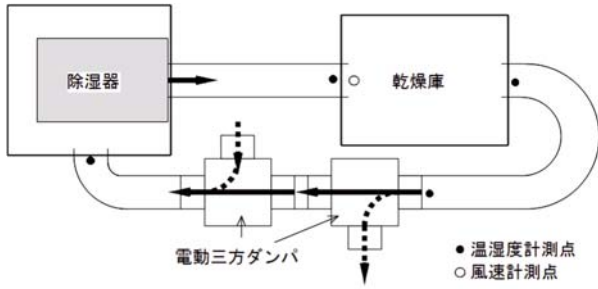 除湿器
乾燥庫
電動三方ダンパ
● 温湿度計測点
○ 風速計測点